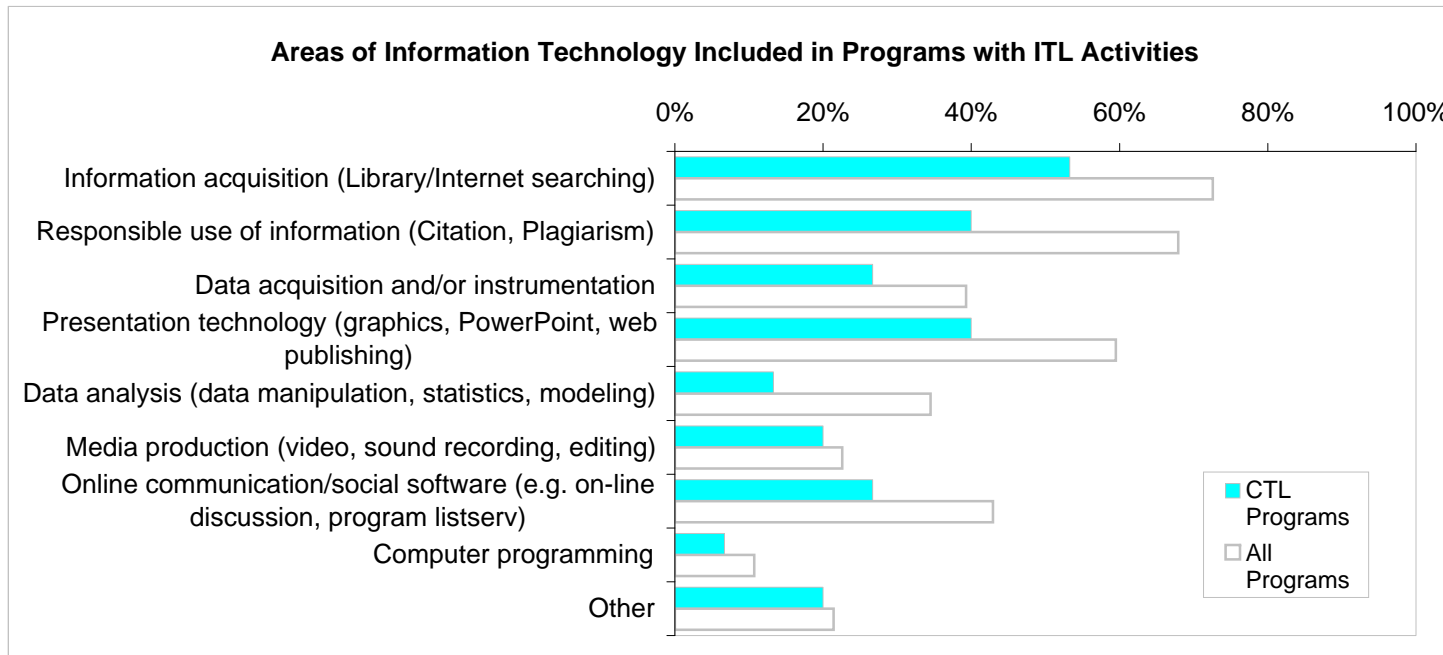 Areas of Information Technology Included in Programs with ITL Activities
0% 20% 40% 60% 80% 100%
Information acquisition (Library/Internet searching)
Responsible use of information (Citation, Plagiarism)
Data acquisition and/or instrumentation
Presentation technology (graphics, PowerPoint, web
publishing)
Data analysis (data manipulation, statistics, modeling)
Media production (video, sound recording, editing)
Online communication/social software (e.g. on-line
discussion, program listserv)
Computer programming
Other
CTL
Programs
All
Programs